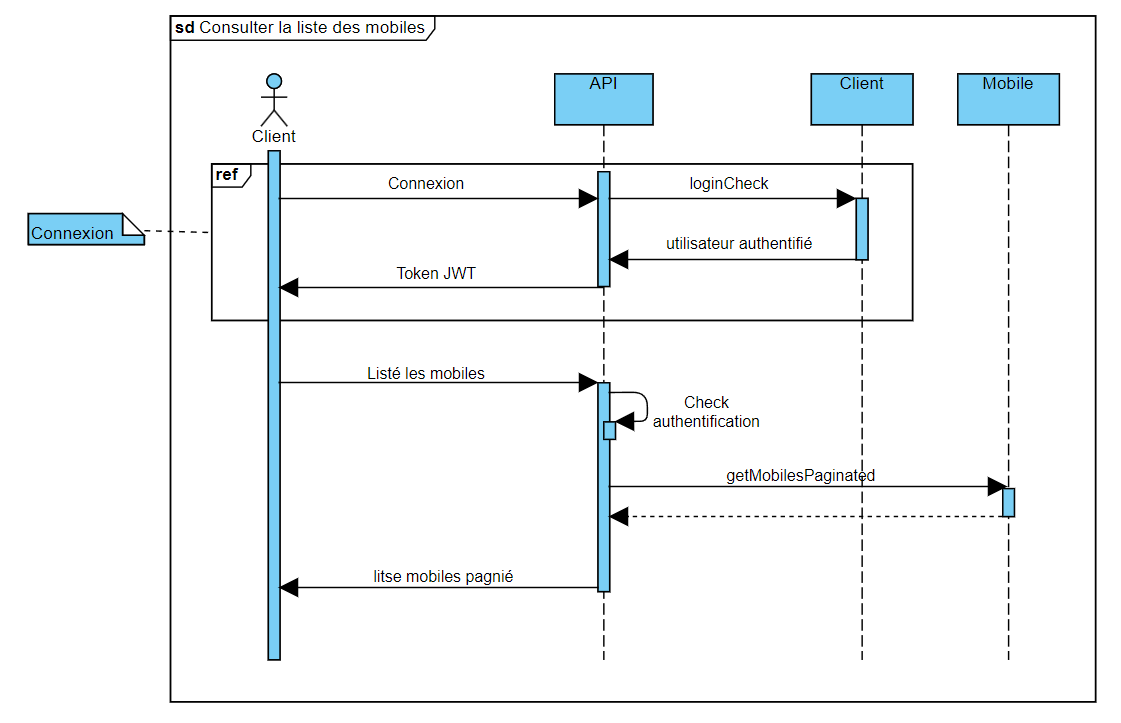 sd Consulter la liste des mobiles
Client
API
Client
Mobile
ref
Connexion
loginCheck
Connexion
utilisateur authentifié
Token JWT
Listé les mobiles
Check
authentification
getMobilesPaginated
litse mobiles pagnié